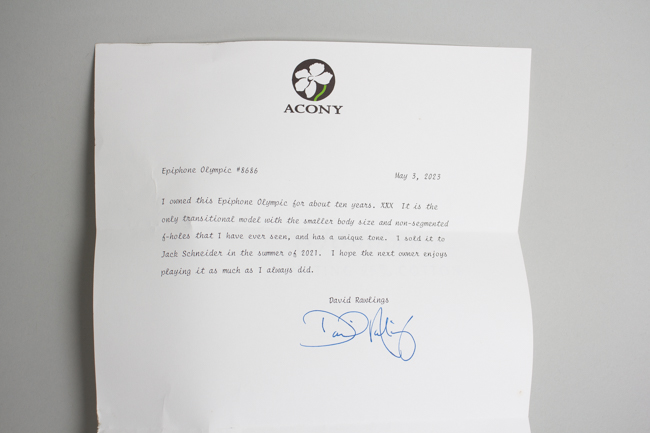 ACONY
Epiphone Olympic #8686
May 3, 2023
I owned this Epiphone Olympic for about ten years. XXX It is the
only transitional model with the smaller body size and non-segmented
f-holes that I have ever seen, and has a unique tone. I sold it to
Jack Schneider in the summer of 2021. I hope the next owner enjoys
playing it as much as I always did.
David Rawlings
David Rawlings